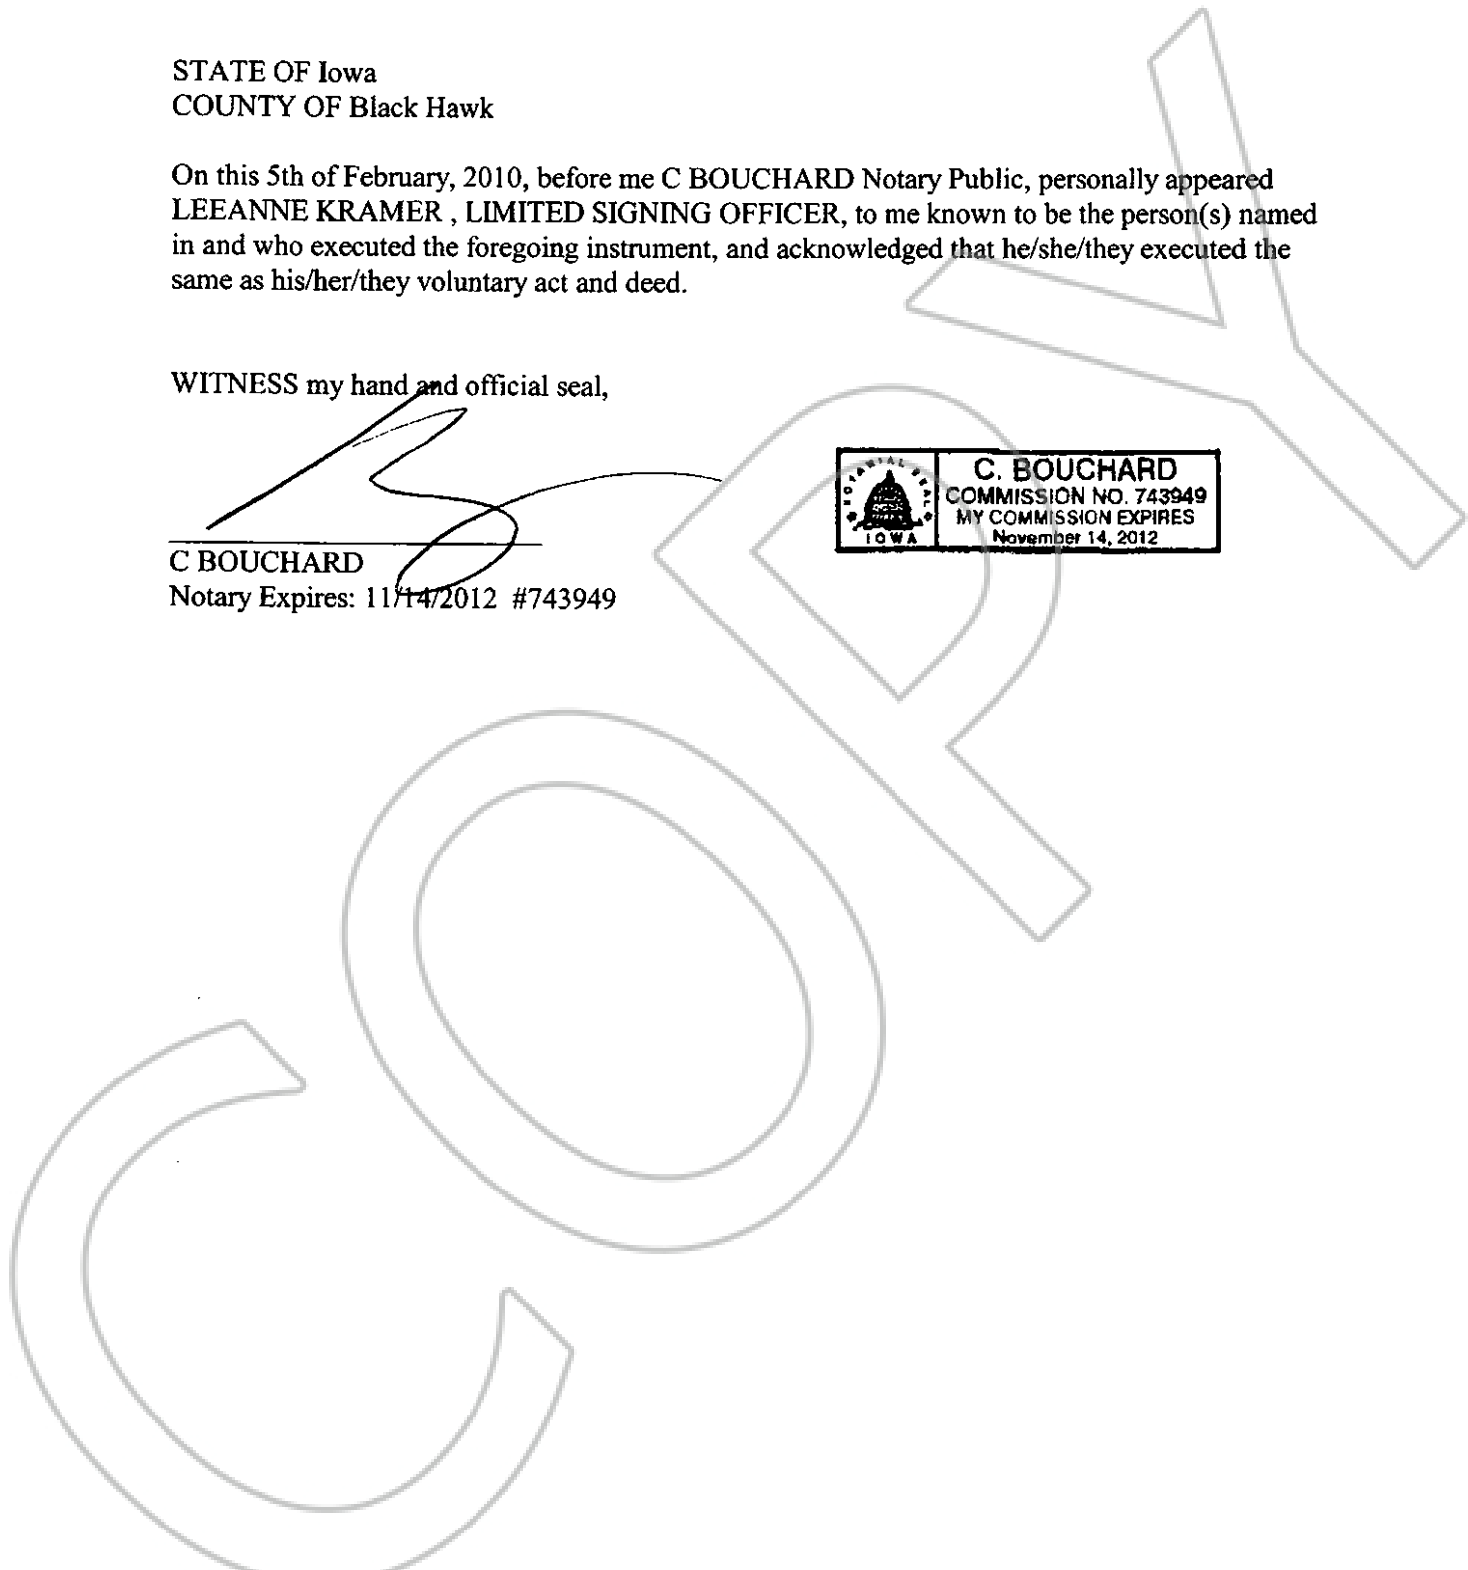 STATE OF Iowa
COUNTY OF Black Hawk
On this 5th of February, 2010, before me C BOUCHARD Notary Public, personally appeared
LEEANNE KRAMER , LIMITED SIGNING OFFICER, to me known to be the person(s) named
in and who executed the foregoing instrument, and acknowledged that he/she/they executed the
same as his/her/they voluntary act and deed.
WITNESS my hand and official seal,
C BOUCHARD
Notary Expires: 11/14/2012 #743949
NOTARIAL SEAL
IOWA
C. BOUCHARD
COMMISSION NO. 743949
MY COMMISSION EXPIRES
November 14, 2012
COPY